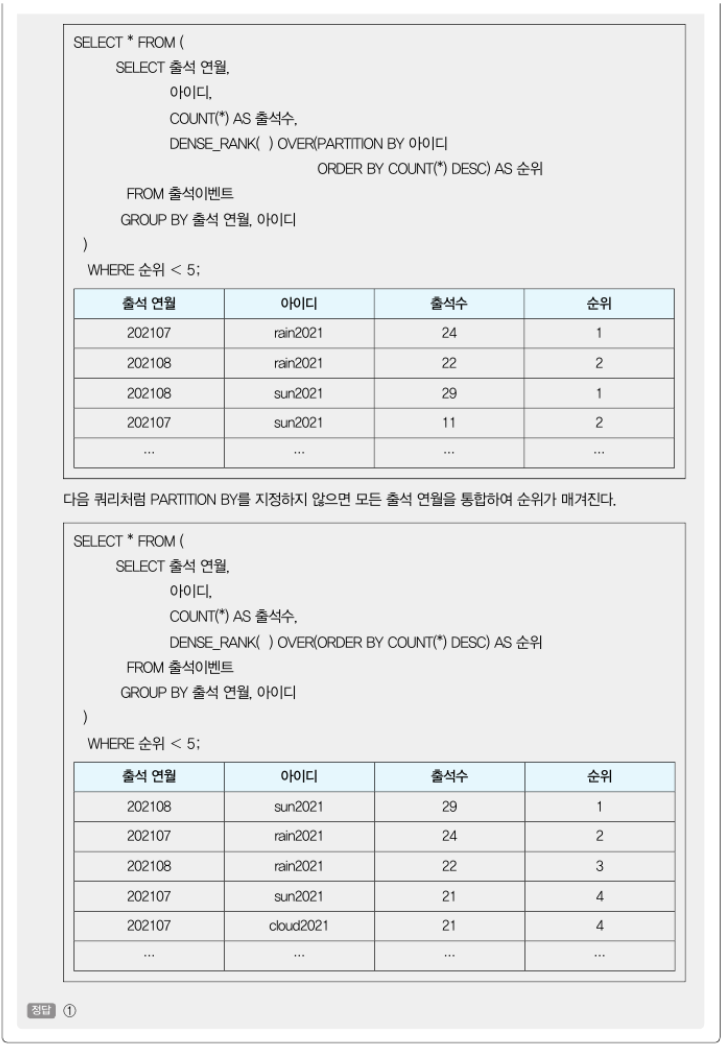 SELECT * FROM (
SELECT 출석 연월,
아이디,
COUNT(*) AS 출석수,
DENSE_RANK( ) OVER(PARTITION BY 아이디
ORDER BY COUNT(*) DESC) AS 순위
FROM 출석이벤트
GROUP BY 출석 연월, 아이디
)
WHERE 순위 < 5;
출석 연월 아이디 출석수 순위
202107 rain2021 24 1
202108 rain2021 22 2
202108 sun2021 29 1
202107 sun2021 11 2
... ... ... ...
다음 쿼리처럼 PARTITION BY를 지정하지 않으면 모든 출석 연월을 통합하여 순위가 매겨진다.
SELECT * FROM (
SELECT 출석 연월,
아이디,
COUNT(*) AS 출석수,
DENSE_RANK( ) OVER(ORDER BY COUNT(*) DESC) AS 순위
FROM 출석이벤트
GROUP BY 출석 연월, 아이디
)
WHERE 순위 < 5;
출석 연월 아이디 출석수 순위
202108 sun2021 29 1
202107 rain2021 24 2
202108 rain2021 22 3
202107 sun2021 21 4
202107 cloud2021 21 4
... ... ... ...
정답 ①